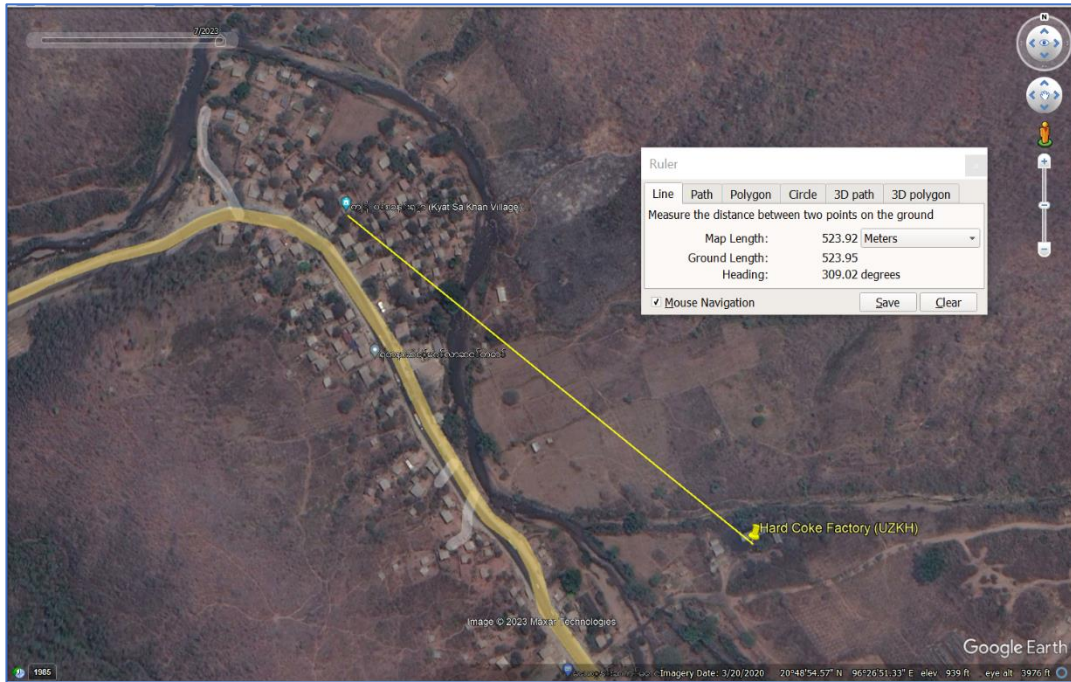 7/2023
N
(Kyat Sa Khan Village)
Ruler
Line Path Polygon Circle 3D path 3D polygon
Measure the distance between two points on the ground
Map Length: 523.92 Meters
Ground Length: 523.95
Heading: 309.02 degrees
Mouse Navigation Save Clear
Hard Coke Factory (UZKH)
Image © 2023 Maxar Technologies
Google Earth
1985
Imagery Date: 3/20/2020 20°48'54.57" N 96°26'51.33" E elev 939 ft eye alt 3976 ft